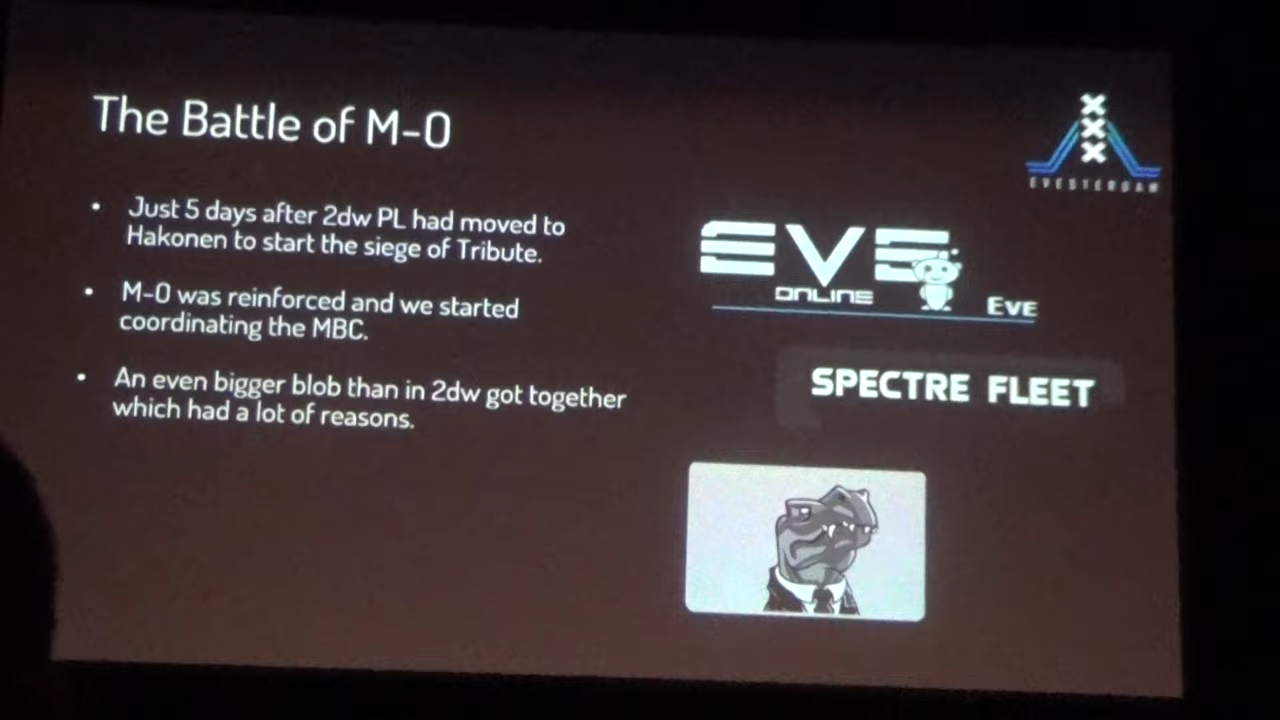 The Battle of M-0
XXX
EVESTERDAM
Just 5 days after 2dw PL had moved to
Hakonen to start the siege of Tribute.
M-0 was reinforced and we started
coordinating the MBC.
An even bigger blob than in 2dw got together
which had a lot of reasons.
EVE
ONLINE
EVE
SPECTRE FLEET